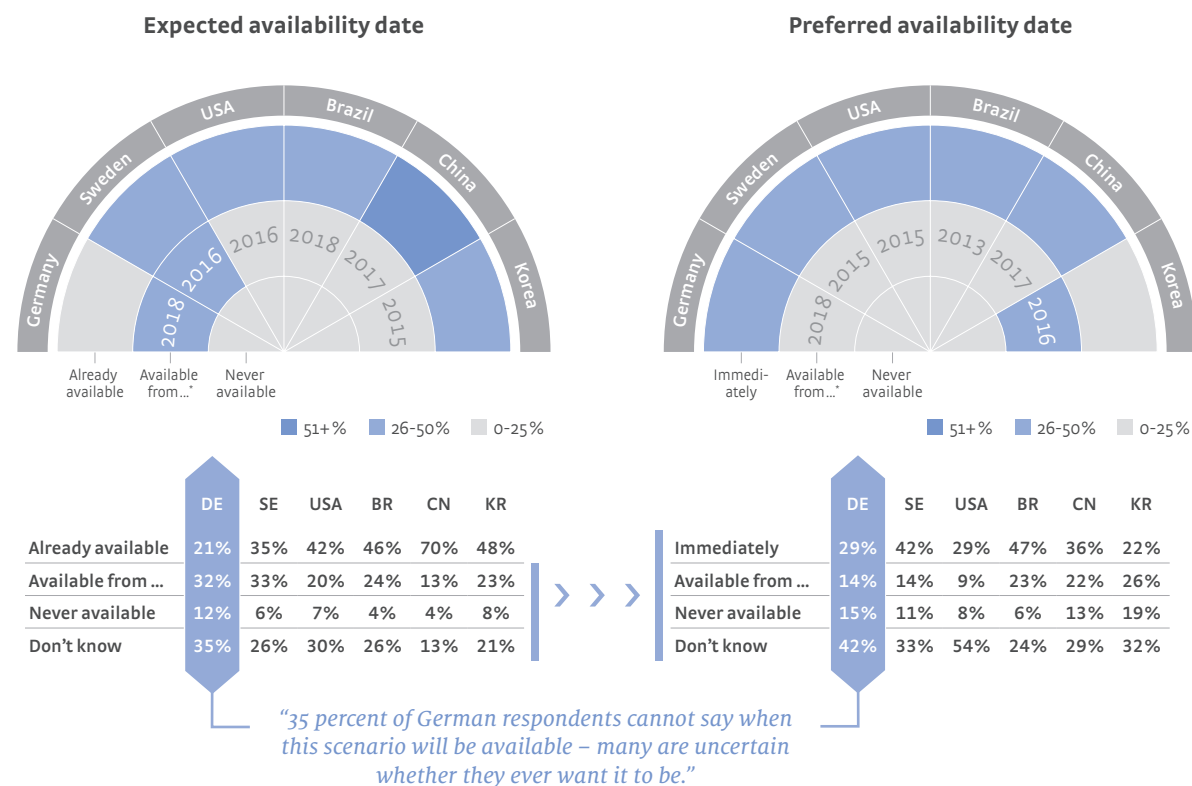 Expected availability date
Germany
Sweden
USA
Brazil
China
Korea
2018
2016
2016
2018
2017
2015
Already
available
Available
from...*
Never
available
51+%
26-50%
0-25%
DE SE USA BR CN KR
Already available 21% 35% 42% 46% 70% 48%
Available from ... 32% 33% 20% 24% 13% 23%
Never available 12% 6% 7% 4% 4% 8%
Don't know 35% 26% 30% 26% 13% 21%
Preferred availability date
Germany
Sweden
USA
Brazil
China
Korea
2018
2015
2015
2013
2017
2016
Immedi-
ately
Available
from...*
Never
available
51+%
26-50%
0-25%
DE SE USA BR CN KR
Immediately 29% 42% 29% 47% 36% 22%
Available from ... 14% 14% 9% 23% 22% 26%
Never available 15% 11% 8% 6% 13% 19%
Don't know 42% 33% 54% 24% 29% 32%
“35 percent of German respondents cannot say when
this scenario will be available – many are uncertain
whether they ever want it to be.”